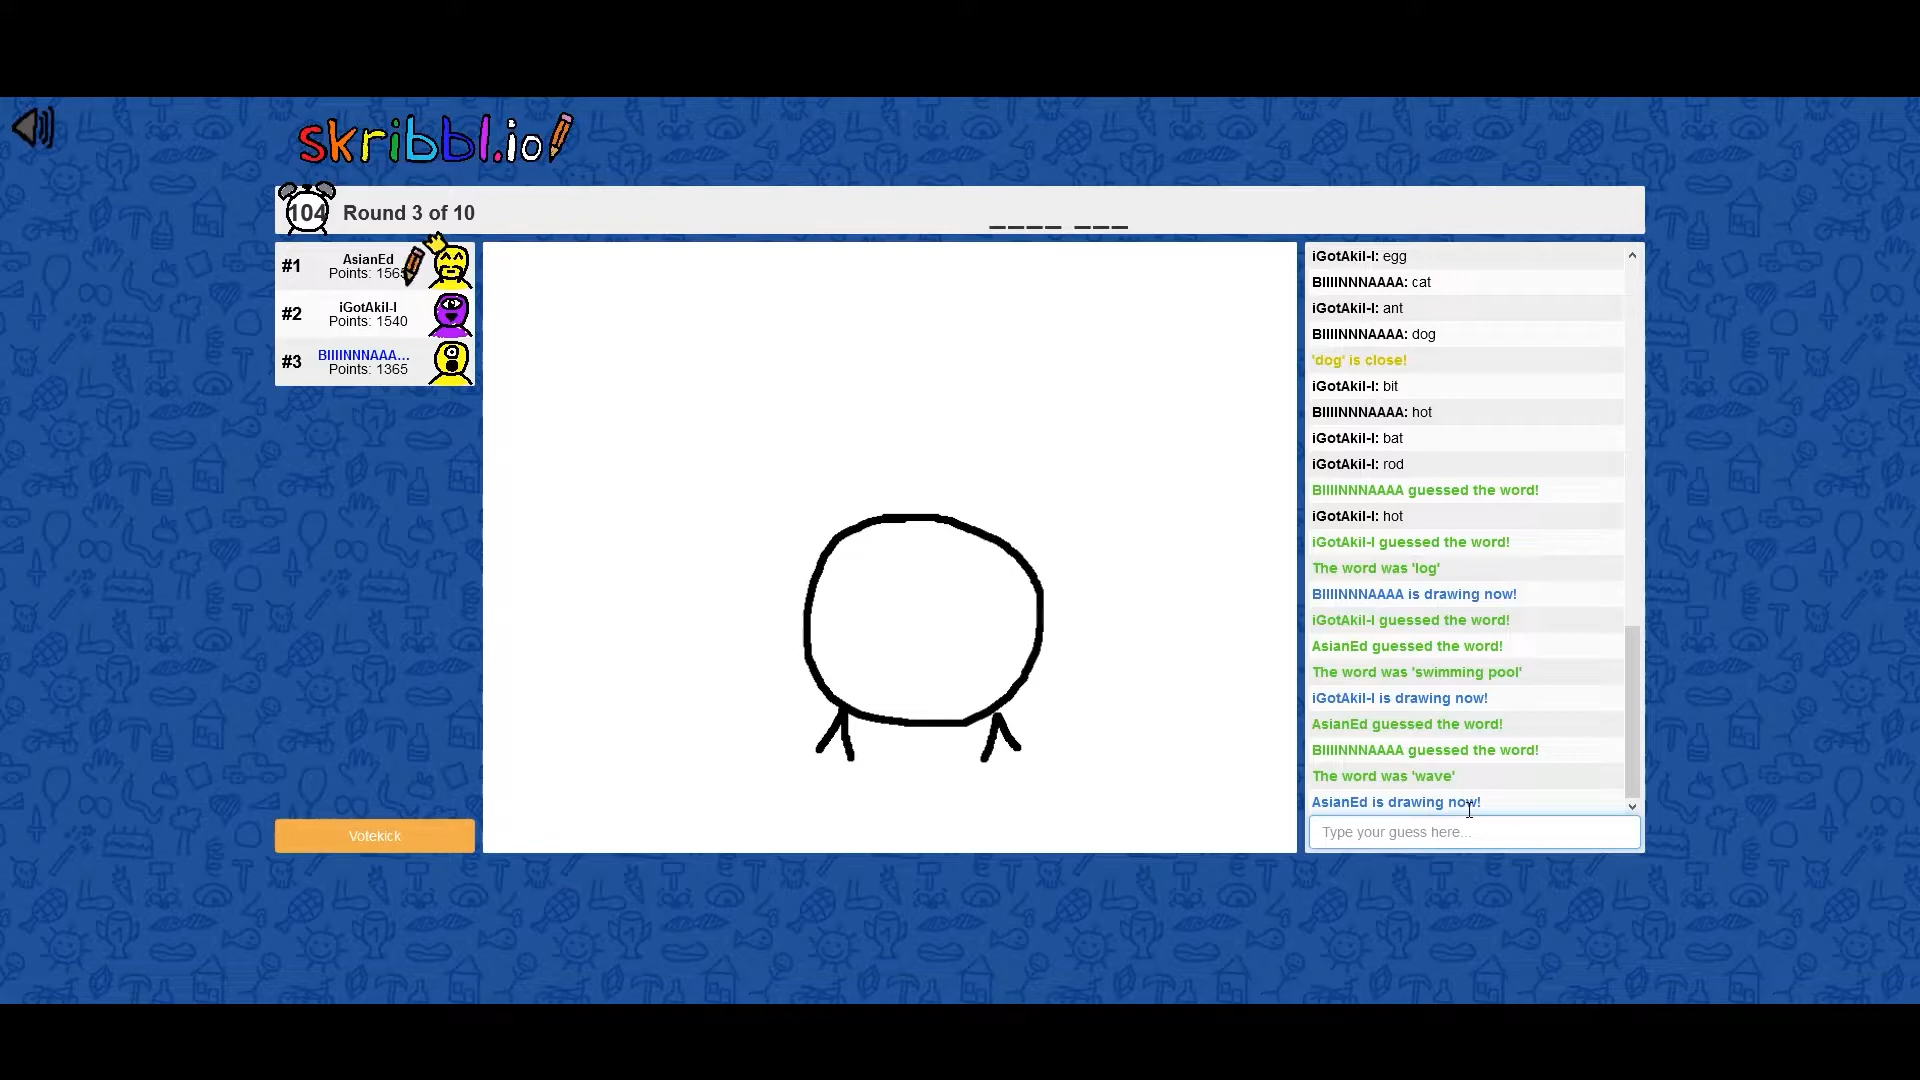 skribbl.io
104
Round 3 of 10
____ ___
#1
AsianEd
Points: 1565
#2
iGotAkil-I
Points: 1540
#3
BIIIINNNAAA...
Points: 1365
Votekick
iGotAkil-I: egg
BIIIINNNAAAA: cat
iGotAkil-I: ant
BIIIINNNAAAA: dog
'dog' is close!
iGotAkil-I: bit
BIIIINNNAAAA: hot
iGotAkil-I: bat
iGotAkil-I: rod
BIIIINNNAAAA guessed the word!
iGotAkil-I: hot
iGotAkil-I guessed the word!
The word was 'log'
BIIIINNNAAAA is drawing now!
iGotAkil-I guessed the word!
AsianEd guessed the word!
The word was 'swimming pool'
iGotAkil-I is drawing now!
AsianEd guessed the word!
BIIIINNNAAAA guessed the word!
The word was 'wave'
AsianEd is drawing now!
Type your guess here...